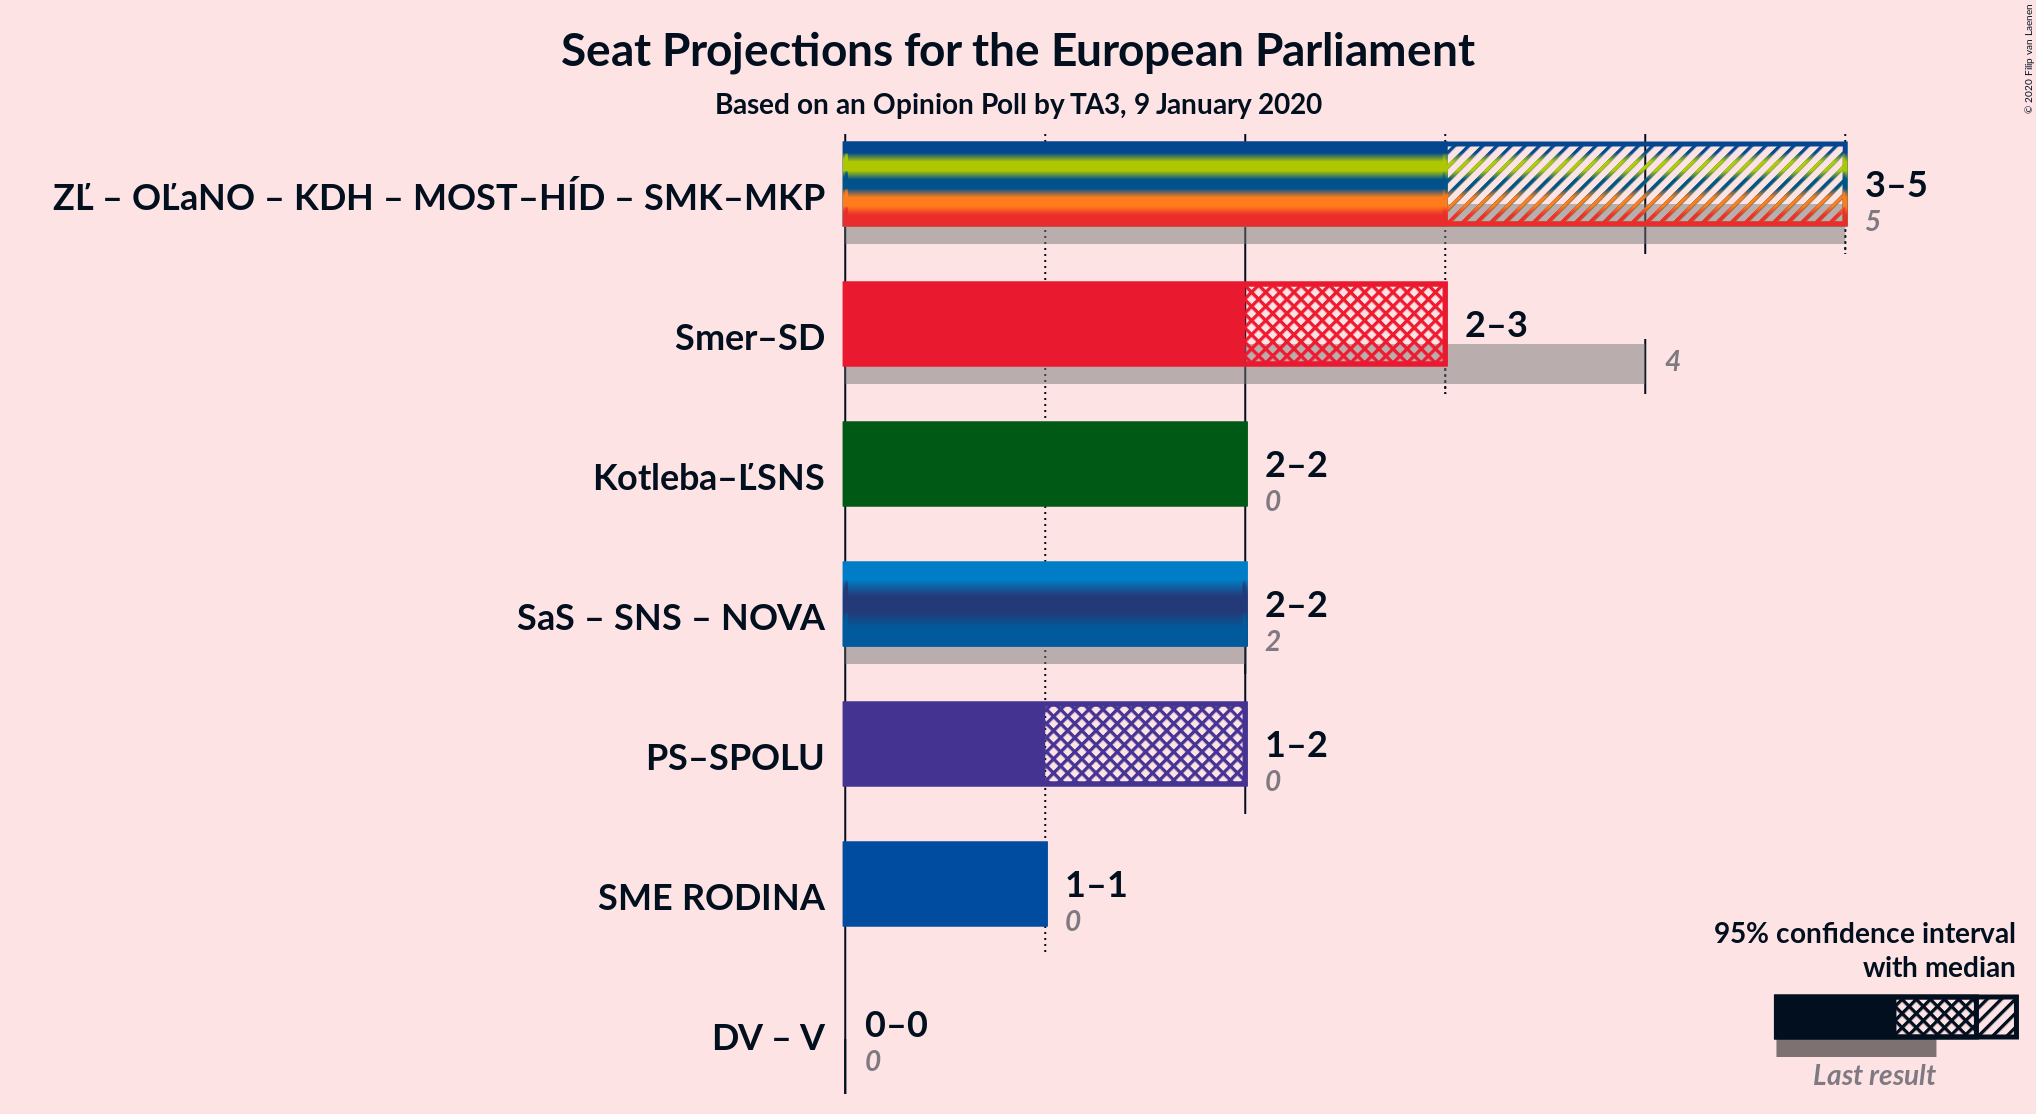 Seat Projections for the European Parliament
Based on an Opinion Poll by TA3, 9 January 2020
© 2020 Filip van Laenen
ZĽ – OĽaNO – KDH – MOST–HÍD – SMK–MKP
3–5
5
Smer–SD
2–3
4
Kotleba–ĽSNS
2–2
0
SaS – SNS – NOVA
2–2
2
PS–SPOLU
1–2
0
SME RODINA
1–1
0
DV – V
0–0
0
95% confidence interval
with median
Last result